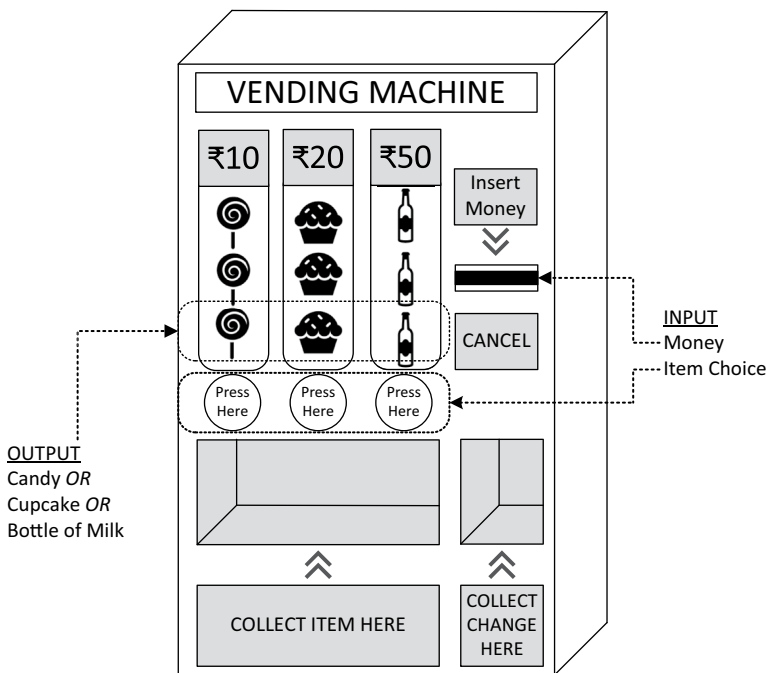 VENDING MACHINE
₹10 ₹20 ₹50
Insert
Money
CANCEL
INPUT
Money
Item Choice
Press
Here
Press
Here
Press
Here
OUTPUT
Candy OR
Cupcake OR
Bottle of Milk
COLLECT ITEM HERE
COLLECT
CHANGE
HERE